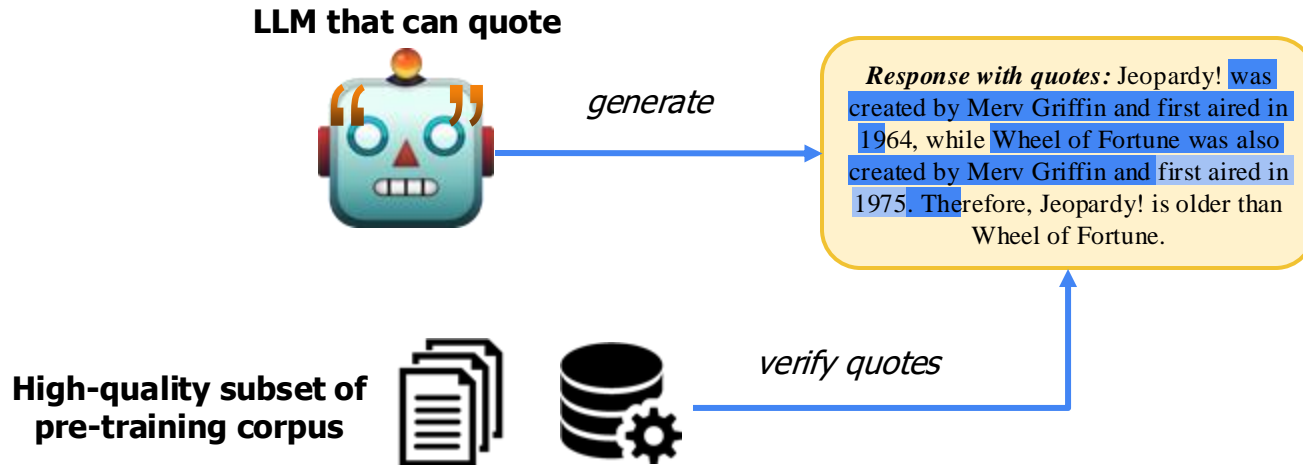 LLM that can quote
generate
Response with quotes: Jeopardy! was
created by Merv Griffin and first aired in
1964, while Wheel of Fortune was also
created by Merv Griffin and first aired in
1975. Therefore, Jeopardy! is older than
Wheel of Fortune.
verify quotes
High-quality subset of
pre-training corpus